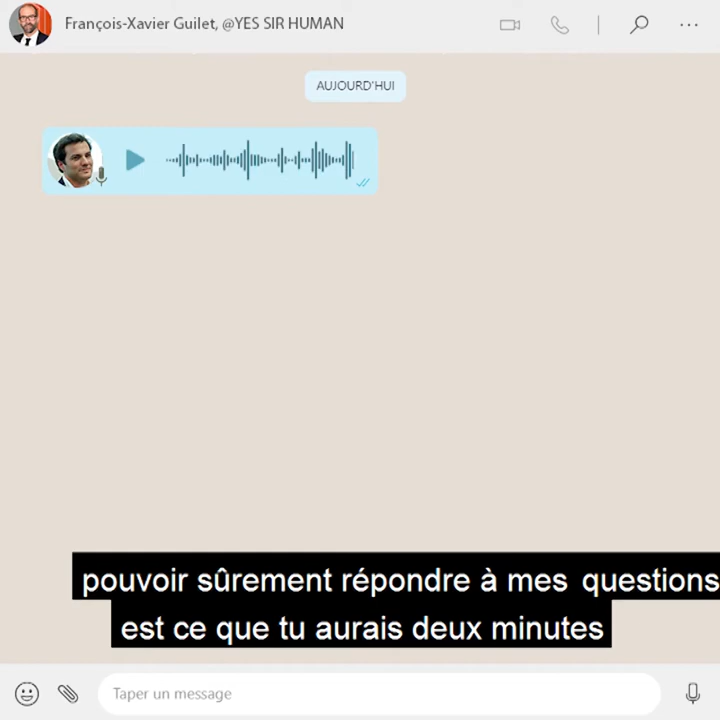 François-Xavier Guilet, @YES SIR HUMAN
AUJOURD'HUI
pouvoir sûrement répondre à mes questions
est ce que tu aurais deux minutes
Taper un message